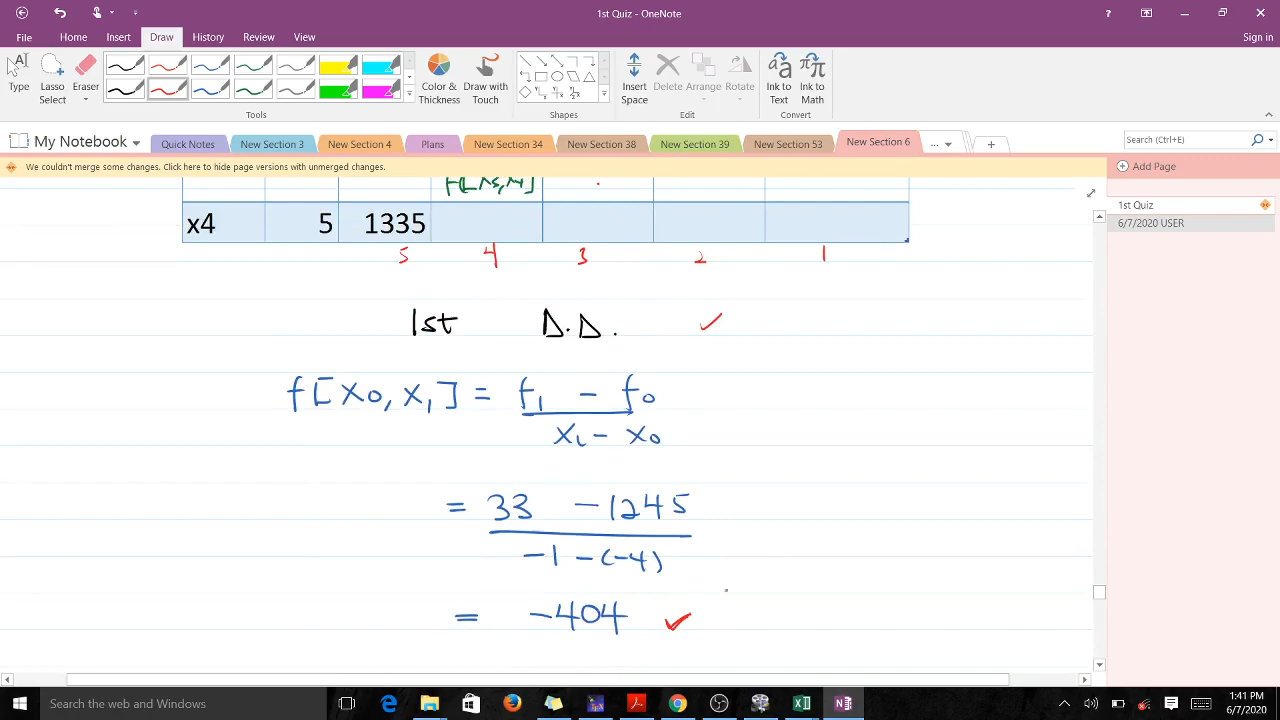 1st Quiz - OneNote
Sign in
File Home Insert Draw History Review View
Type Lasso Select Eraser Color & Thickness Draw with Touch Insert Space Delete Arrange Rotate Ink to Text Ink to Math
Tools Shapes Edit Convert
My Notebook Quick Notes New Section 3 New Section 4 Plans New Section 34 New Section 38 New Section 39 New Section 53 New Section 6 ...
Search (Ctrl+E)
We couldn't merge some changes. Click here to hide page versions with unmerged changes.
Add Page
1st Quiz
6/7/2020 USER
f[x3,x4]
x4 5 1335
5 4 3 2 1
1st D.D. ✓
f[x0, x1] = f1 - f0
x1 - x0
= 33 - 1245
-1 - (-4)
= -404 ✓
Search the web and Windows
1:41 PM
6/7/2020